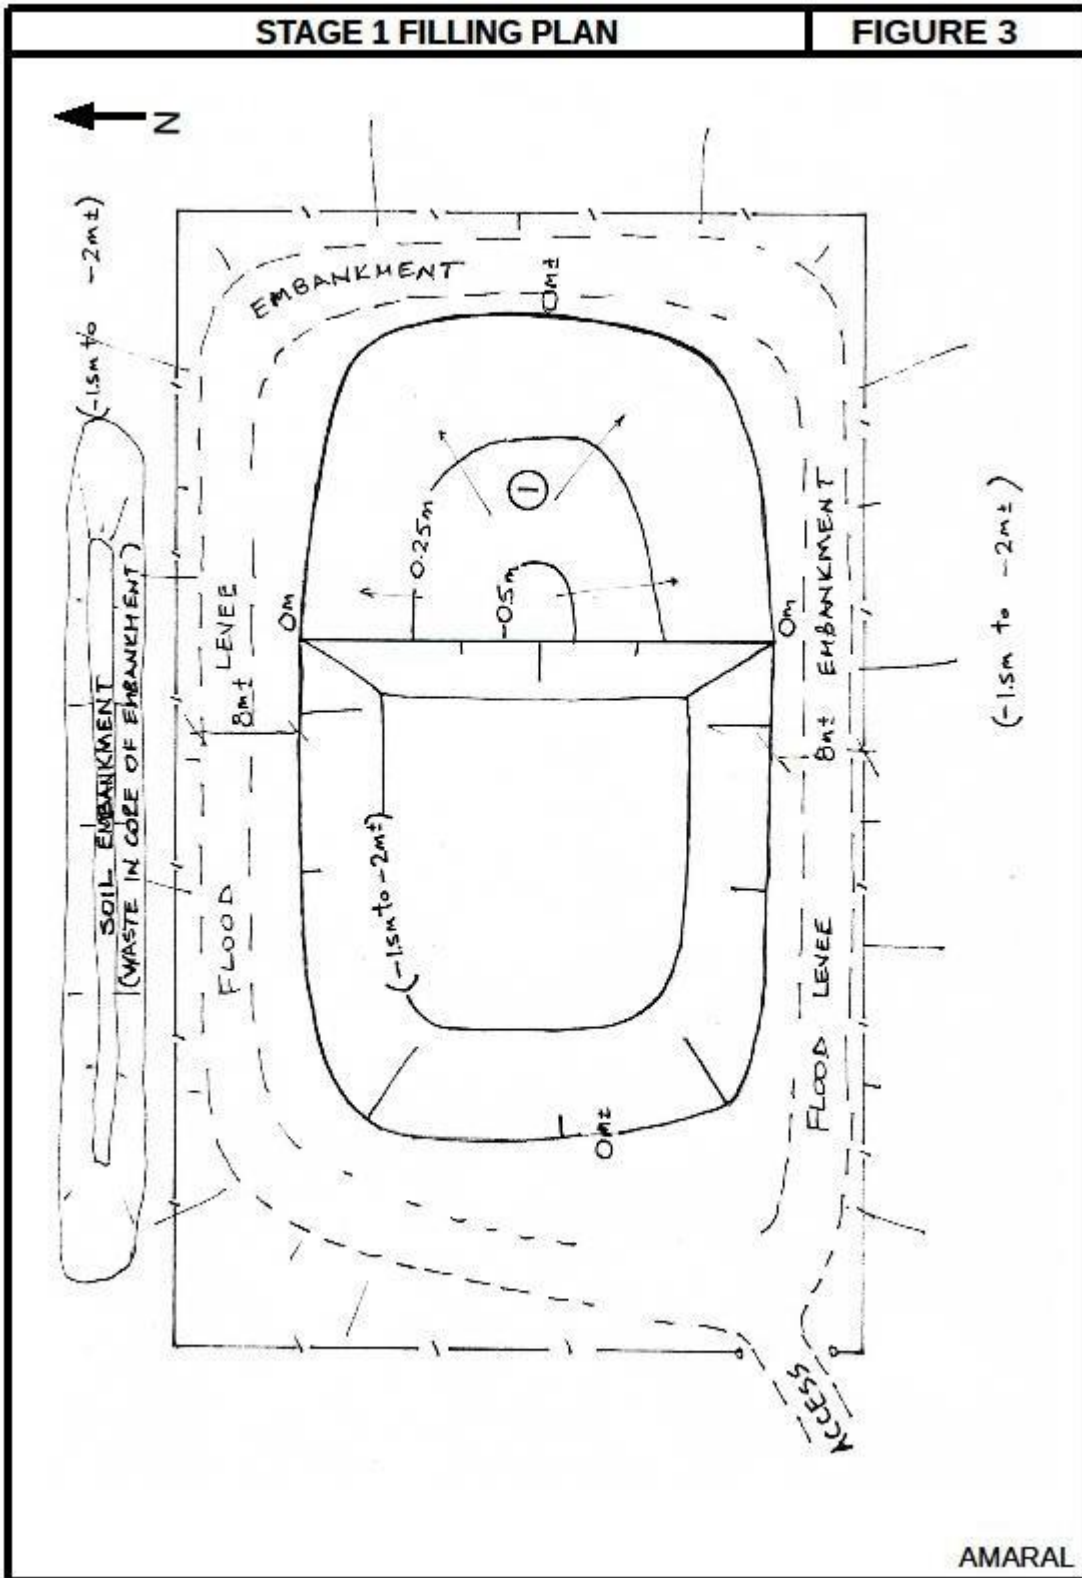 STAGE 1 FILLING PLAN
FIGURE 3
N
(-1.5m to -2m±)
EMBANKMENT
0m±
1
0.25m
-0.5m
0m
0m
LEVEE
8m±
FLOOD
SOIL EMBANKMENT
(WASTE IN CORE OF EMBANKMENT)
EMBANKMENT
8m±
(-1.5m to -2m±)
(-1.5m to -2m±)
FLOOD LEVEE
0m±
ACCESS
AMARAL